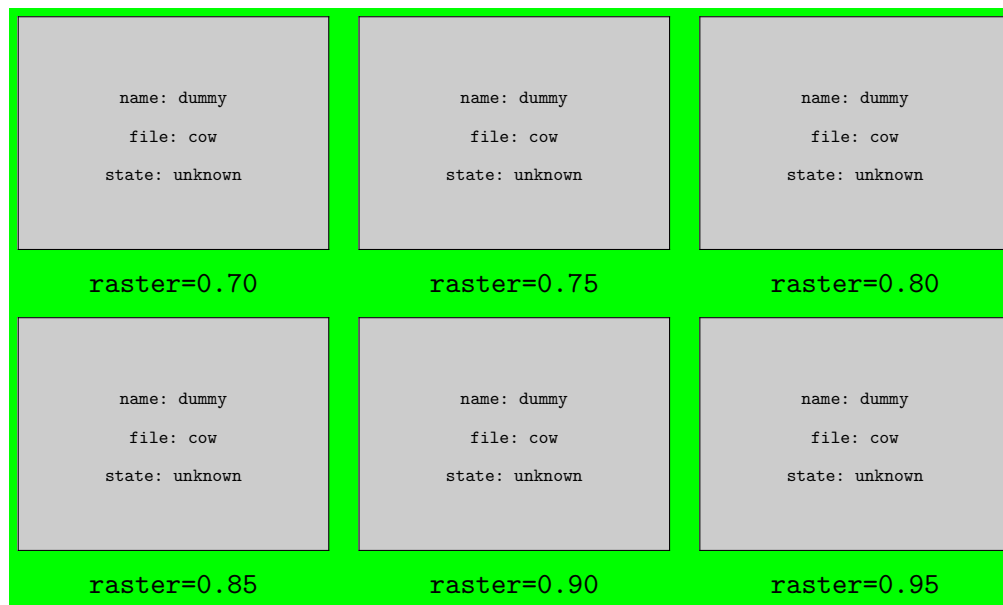 name: dummy
file: cow
state: unknown
name: dummy
file: cow
state: unknown
name: dummy
file: cow
state: unknown
raster=0.70
raster=0.75
raster=0.80
name: dummy
file: cow
state: unknown
name: dummy
file: cow
state: unknown
name: dummy
file: cow
state: unknown
raster=0.85
raster=0.90
raster=0.95